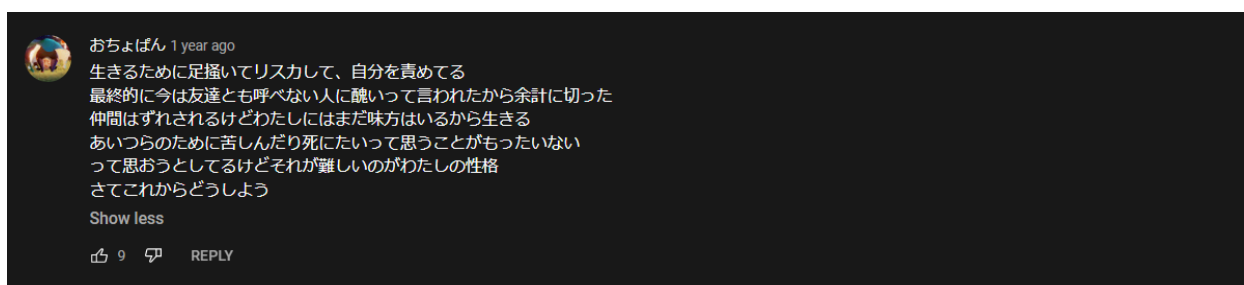 おちょぱん 1 year ago
生きるために足掻いてリスカして、自分を責めてる
最終的に今は友達とも呼べない人に醜いって言われたから余計に切った
仲間はずれされるけどわたしにはまだ味方はいるから生きる
あいつらのために苦しんだり死にたいって思うことがもったいない
って思おうとしてるけどそれが難しいのがわたしの性格
さてこれからどうしよう
Show less
9 REPLY